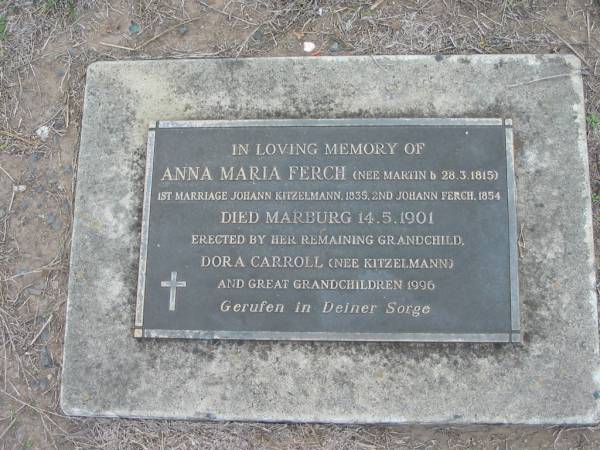 IN LOVING MEMORY OF
ANNA MARIA FERCH (NEE MARTIN b 28.3.1815)
1ST MARRIAGE JOHANN KITZELMANN, 1835, 2ND JOHANN FERCH, 1854
DIED MARBURG 14.5.1901
ERECTED BY HER REMAINING GRANDCHILD,
DORA CARROLL (NEE KITZELMANN)
AND GREAT GRANDCHILDREN 1996
Gerufen in Deiner Sorge